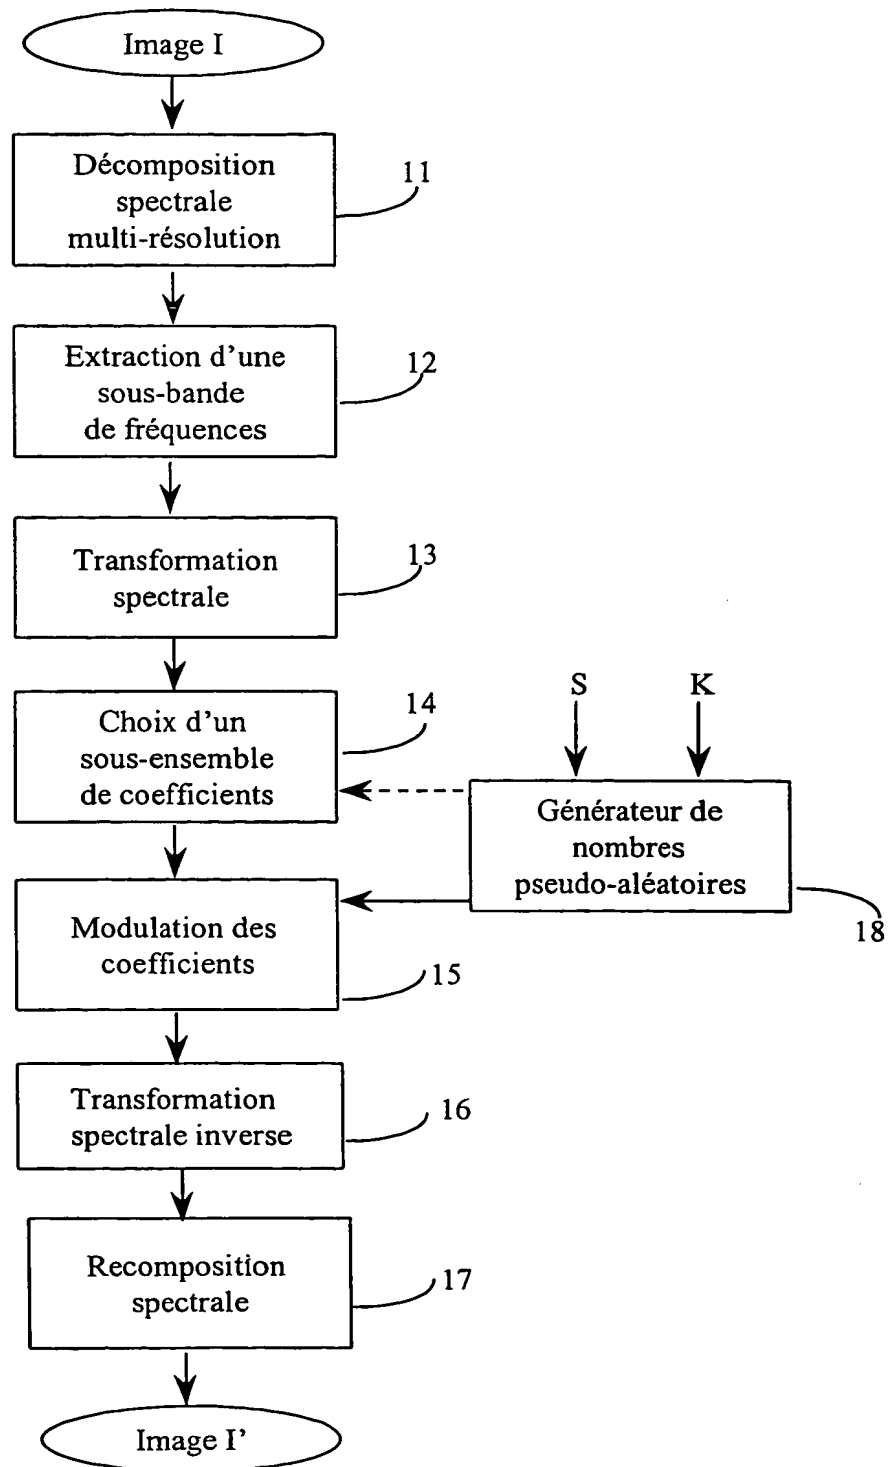 Image I
Décomposition
spectrale
multi-résolution
11
Extraction d'une
sous-bande
de fréquences
12
Transformation
spectrale
13
Choix d'un
sous-ensemble
de coefficients
14
S
K
Générateur de
nombres
pseudo-aléatoires
18
Modulation des
coefficients
15
Transformation
spectrale inverse
16
Recomposition
spectrale
17
Image I'